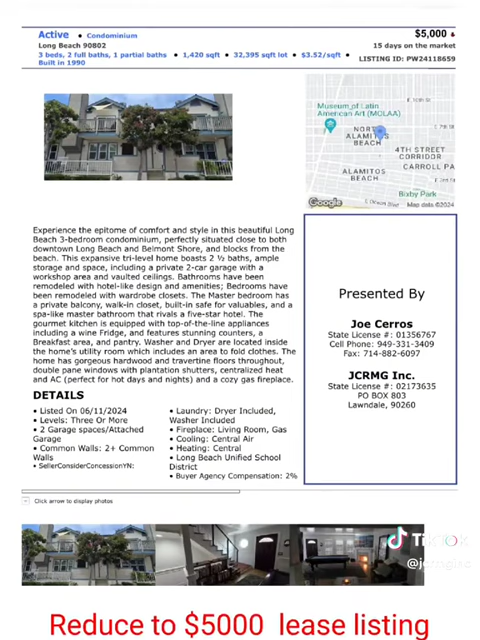 Active • Condominium
$5,000
Long Beach 90802
15 days on the market
3 beds, 2 full baths, 1 partial baths • 1,420 sqft • 32,395 sqft lot • $3.52/sqft •
Built in 1990
LISTING ID: PW24118659
E 10th St
Museum of Latin
American Art (MOLAA)
E 7th St
NORTH
ALAMITOS
BEACH
4TH STREET
CORRIDOR
CARROLL PA
E 3rd St
ALAMITOS
BEACH
Bixby Park
Google
E Ocean Blvd
Map data ©2024
Experience the epitome of comfort and style in this beautiful Long
Beach 3-bedroom condominium, perfectly situated close to both
downtown Long Beach and Belmont Shore, and blocks from the
beach. This expansive tri-level home boasts 2 ½ baths, ample
storage and space, including a private 2-car garage with a
workshop area and vaulted ceilings. Bathrooms have been
remodeled with hotel-like design and amenities; Bedrooms have
been remodeled with wardrobe closets. The Master bedroom has
a private balcony, walk-in closet, built-in safe for valuables, and a
spa-like master bathroom that rivals a five-star hotel. The
gourmet kitchen is equipped with top-of-the-line appliances
including a wine Fridge, and features stunning counters, a
Breakfast area, and pantry. Washer and Dryer are located inside
the home's utility room which includes an area to fold clothes. The
home has gorgeous hardwood and travertine floors throughout,
double pane windows with plantation shutters, centralized heat
and AC (perfect for hot days and nights) and a cozy gas fireplace.
Presented By
Joe Cerros
State License #: 01356767
Cell Phone: 949-331-3409
Fax: 714-882-6097
JCRMG Inc.
State License #: 02173635
PO BOX 803
Lawndale, 90260
DETAILS
• Listed On 06/11/2024
• Levels: Three Or More
• 2 Garage spaces/Attached
Garage
• Common Walls: 2+ Common
Walls
• SellerConsiderConcessionYN:
• Laundry: Dryer Included,
Washer Included
• Fireplace: Living Room, Gas
• Cooling: Central Air
• Heating: Central
• Long Beach Unified School
District
• Buyer Agency Compensation: 2%
Click arrow to display photos
TikTok
@jcrmginc
Reduce to $5000 lease listing